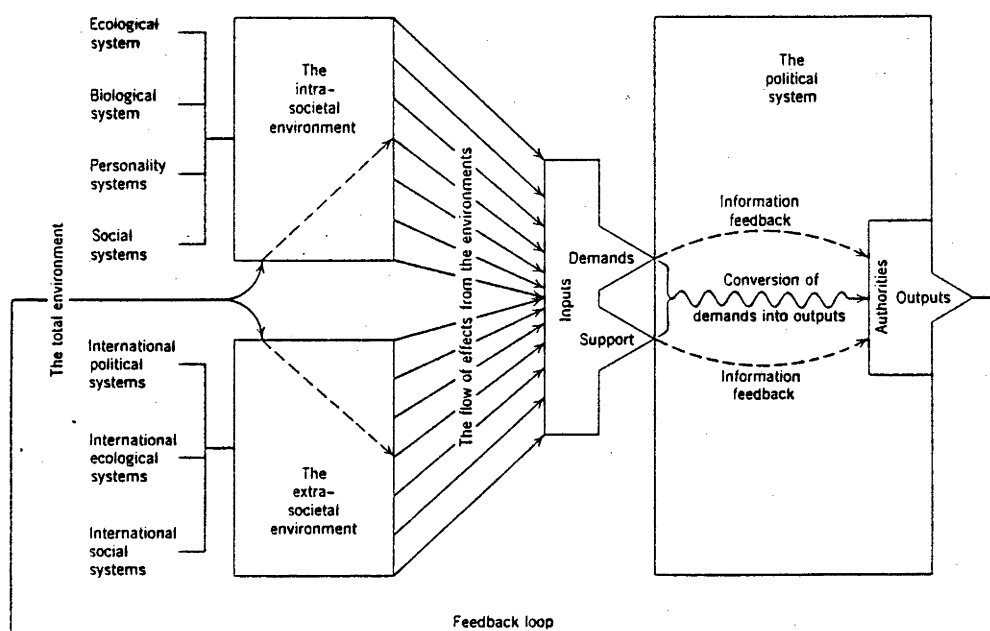 Ecological
system
Biological
system
Personality
systems
Social
systems
The total environment
International
political
systems
International
ecological
systems
International
social
systems
The
intra-
societal
environment
The
extra-
societal
environment
The flow of effects from the environments
Inputs
Demands
Support
The
political
system
Information
feedback
Conversion of
demands into outputs
Information
feedback
Authorities
Outputs
Feedback loop